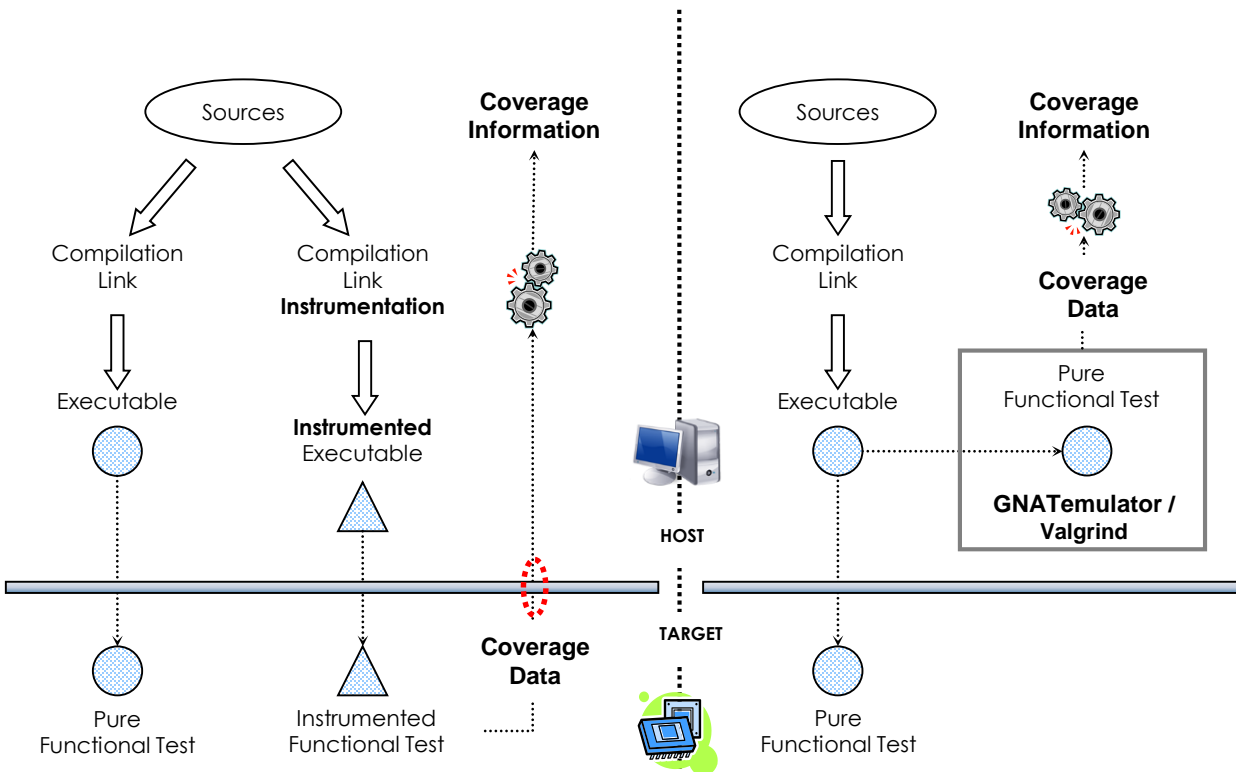 Sources
Coverage
Information
Compilation
Link
Compilation
Link
Instrumentation
Executable
Instrumented
Executable
Coverage
Data
Pure
Functional Test
Instrumented
Functional Test
HOST
TARGET
Sources
Coverage
Information
Compilation
Link
Coverage
Data
Executable
Pure
Functional Test
GNATemulator /
Valgrind
Pure
Functional Test